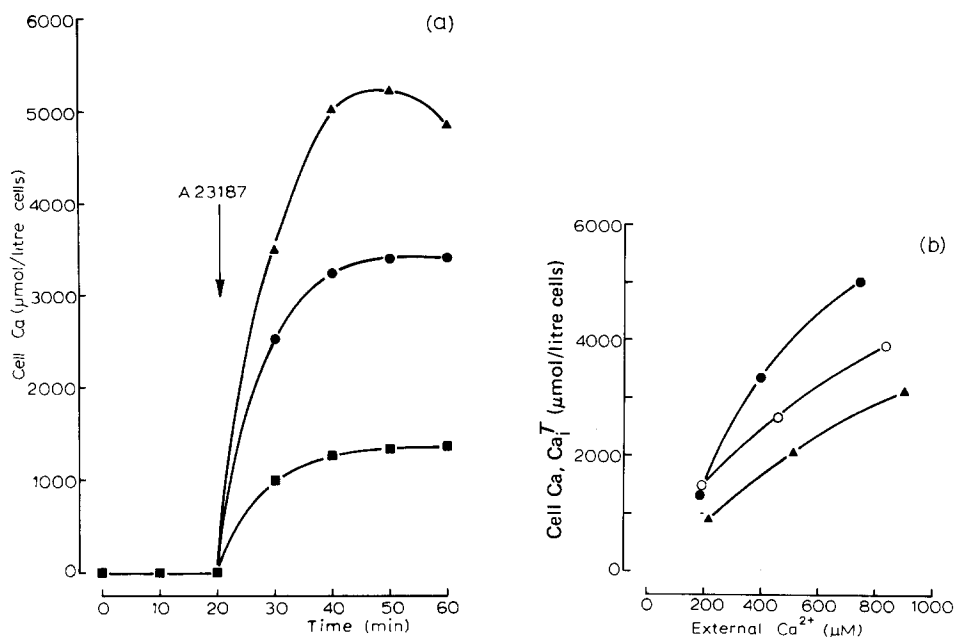 (a)
6000
5000
4000
3000
2000
1000
0
Cell Ca (µmol/litre cells)
A 23187
0 10 20 30 40 50 60
Time (min)
(b)
6000
4000
2000
0
Cell Ca, Ca_i^T (µmol/litre cells)
0 200 400 600 800 1000
External Ca²⁺ (µM)